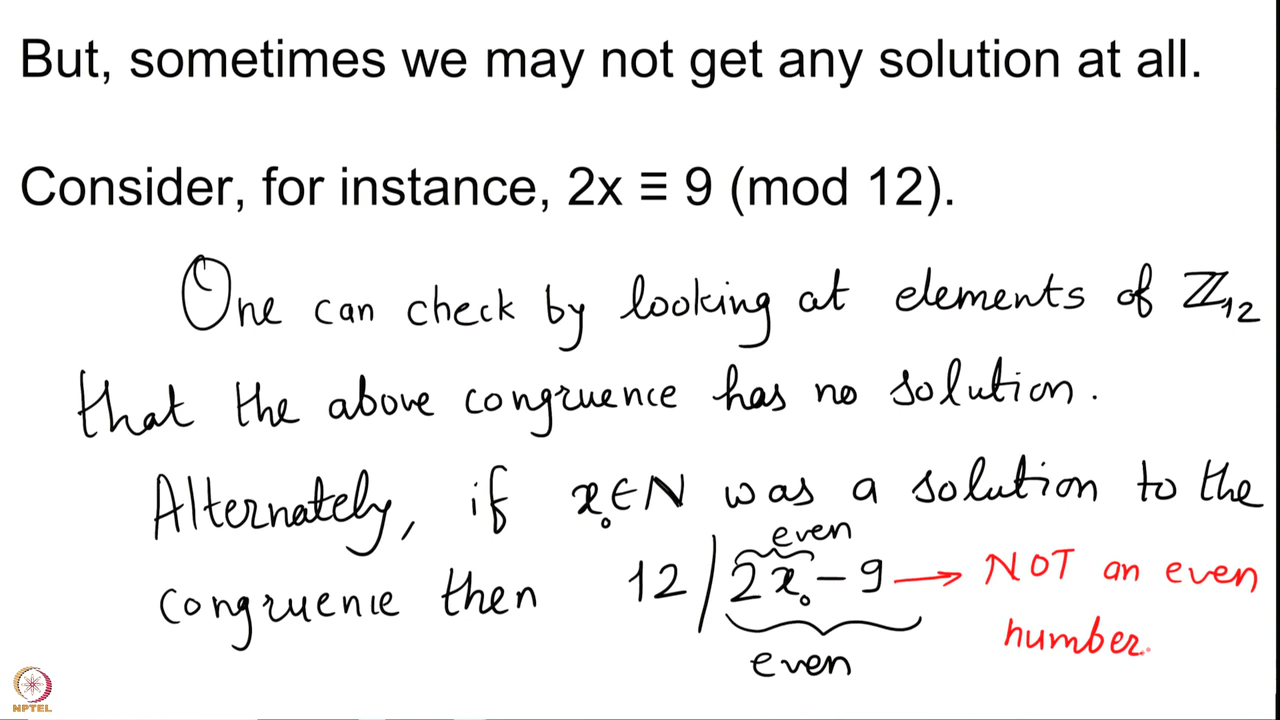 But, sometimes we may not get any solution at all.
Consider, for instance, 2x ≡ 9 (mod 12).
One can check by looking at elements of ℤ₁₂
that the above congruence has no solution.
Alternately, if x₀∈N was a solution to the
even
congruence then 12 | 2x₀ - 9 → NOT an even
number.
even
NPTEL